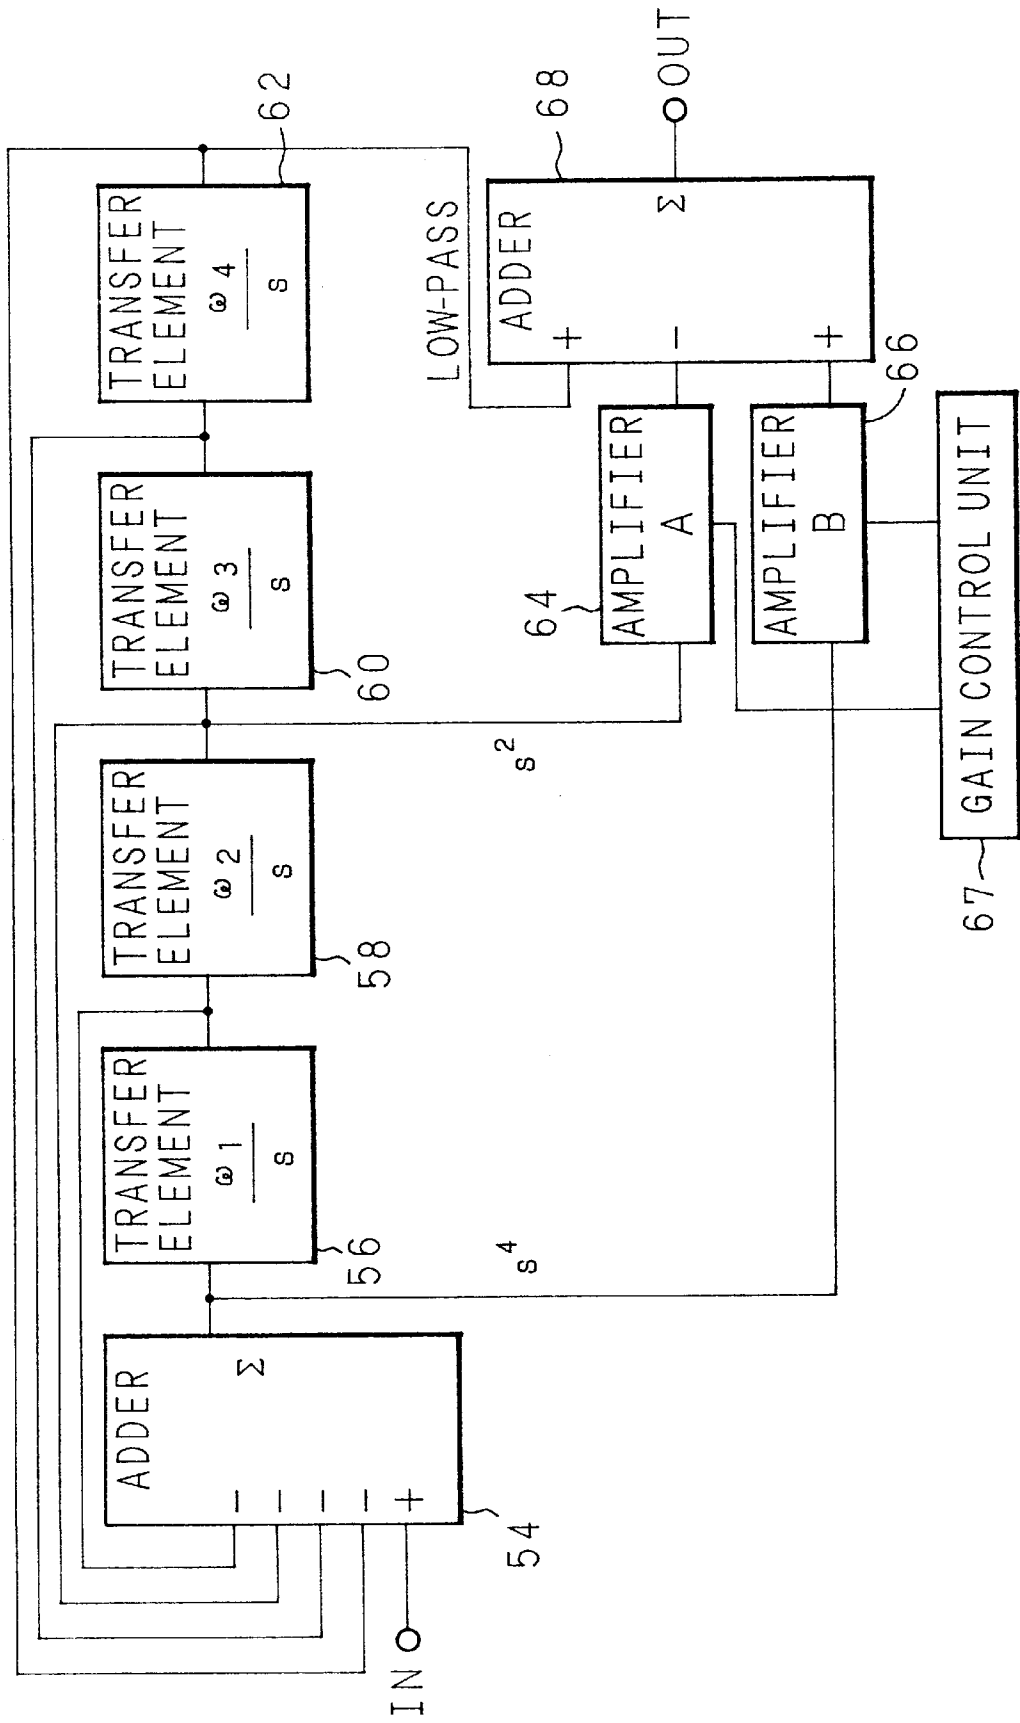 IN
ADDER
Σ
−
−
−
−
+
54
TRANSFER
ELEMENT
ω1
s
56
TRANSFER
ELEMENT
ω2
s
58
TRANSFER
ELEMENT
ω3
s
60
TRANSFER
ELEMENT
ω4
s
62
s⁴
s²
LOW-PASS
64
AMPLIFIER
A
AMPLIFIER
B
66
ADDER
+
−
+
Σ
68
OUT
67
GAIN CONTROL UNIT